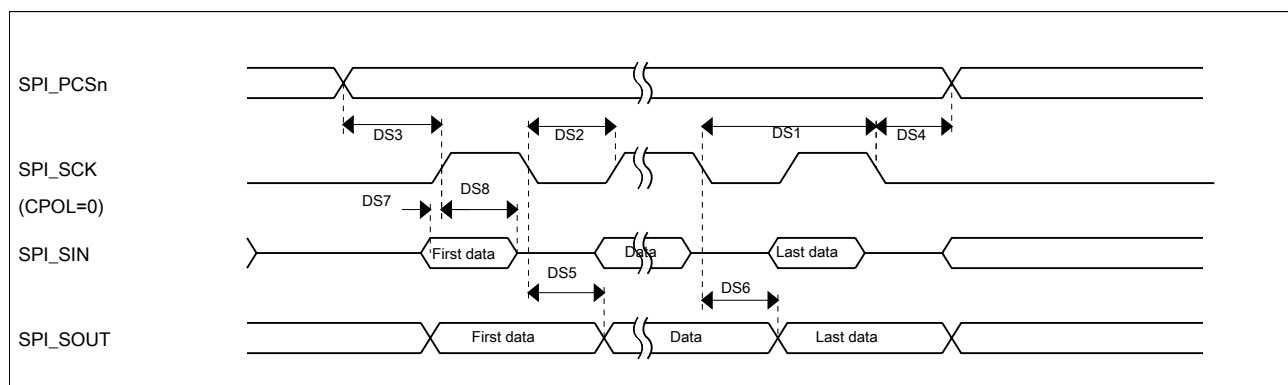 SPI_PCSn
DS3
DS2
DS1
DS4
SPI_SCK
(CPOL=0)
DS7
DS8
SPI_SIN
First data
Data
Last data
DS5
DS6
SPI_SOUT
First data
Data
Last data